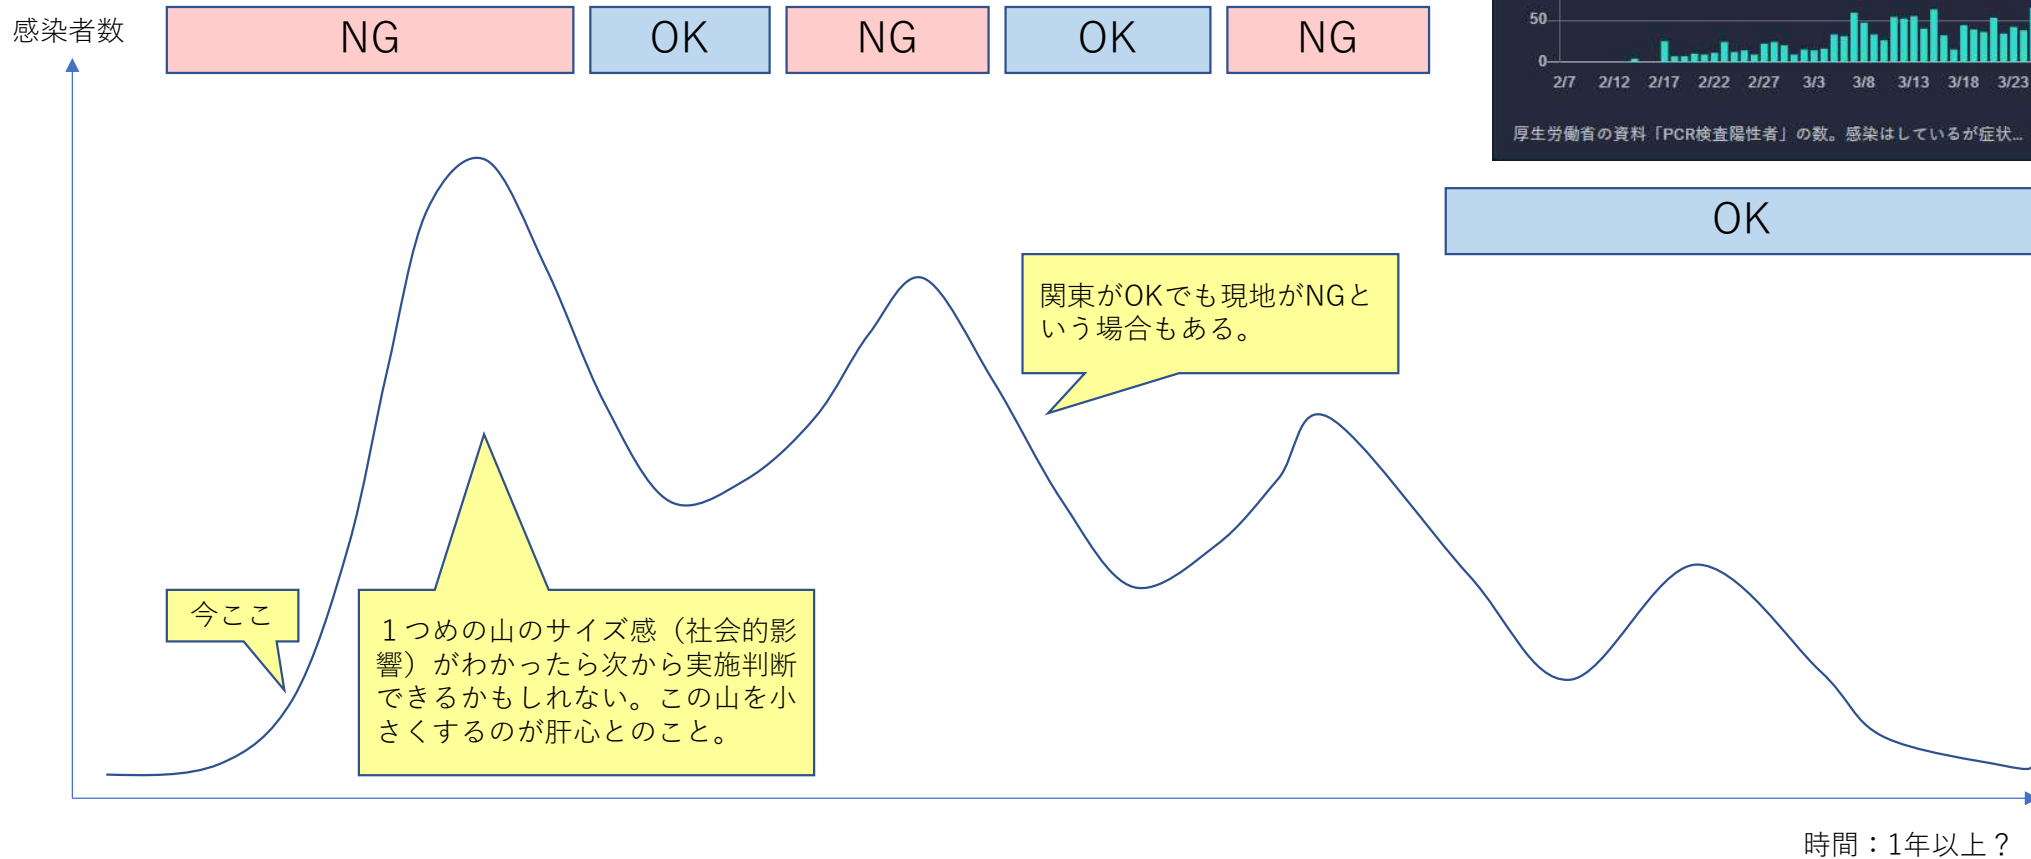 感染者数
NG
OK
NG
OK
NG
50
0
2/7 2/12 2/17 2/22 2/27 3/3 3/8 3/13 3/18 3/23
厚生労働省の資料「PCR検査陽性者」の数。感染はしているが症状...
OK
関東がOKでも現地がNGと
いう場合もある。
今ここ
１つめの山のサイズ感（社会的影
響）がわかったら次から実施判断
できるかもしれない。この山を小
さくするのが肝心とのこと。
時間：1年以上？